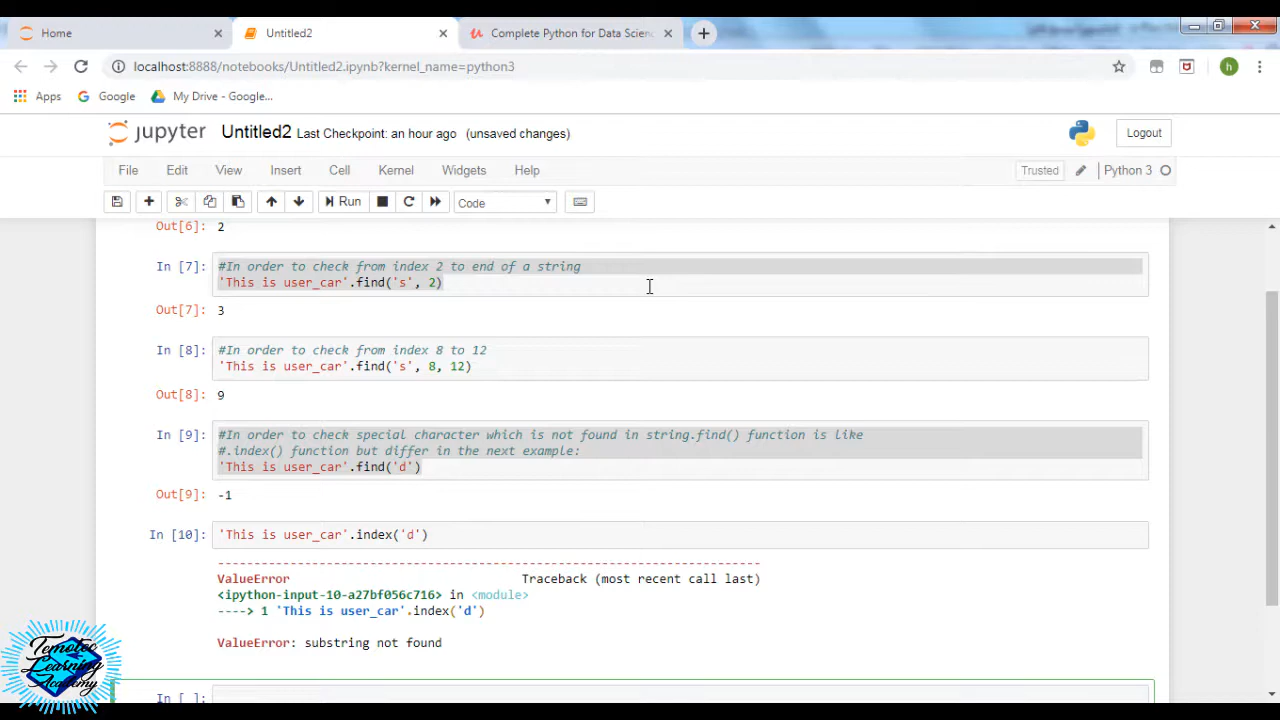 Home
Untitled2
Complete Python for Data Scienc
localhost:8888/notebooks/Untitled2.ipynb?kernel_name=python3
h
Apps
Google
My Drive - Google...
jupyter Untitled2 Last Checkpoint: an hour ago (unsaved changes)
Logout
File Edit View Insert Cell Kernel Widgets Help
Trusted
Python 3
Run
Code
Out[6]: 2
In [7]: #In order to check from index 2 to end of a string
'This is user_car'.find('s', 2)
Out[7]: 3
In [8]: #In order to check from index 8 to 12
'This is user_car'.find('s', 8, 12)
Out[8]: 9
In [9]: #In order to check special character which is not found in string.find() function is like
#.index() function but differ in the next example:
'This is user_car'.find('d')
Out[9]: -1
In [10]: 'This is user_car'.index('d')
---------------------------------------------------------------------------
ValueError Traceback (most recent call last)
<ipython-input-10-a27bf056c716> in <module>
----> 1 'This is user_car'.index('d')
ValueError: substring not found
In [ ]:
Temotec
Learning
Academy